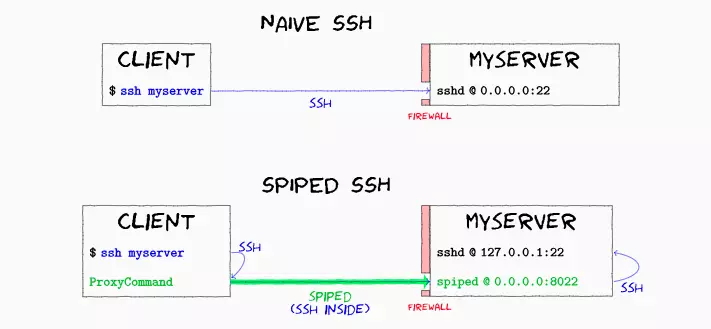 NAIVE SSH
CLIENT
$ ssh myserver
SSH
MYSERVER
sshd @ 0.0.0.0:22
FIREWALL
SPIPED SSH
CLIENT
$ ssh myserver
SSH
ProxyCommand
SPIPED
(SSH INSIDE)
MYSERVER
sshd @ 127.0.0.1:22
spiped @ 0.0.0.0:8022
SSH
FIREWALL